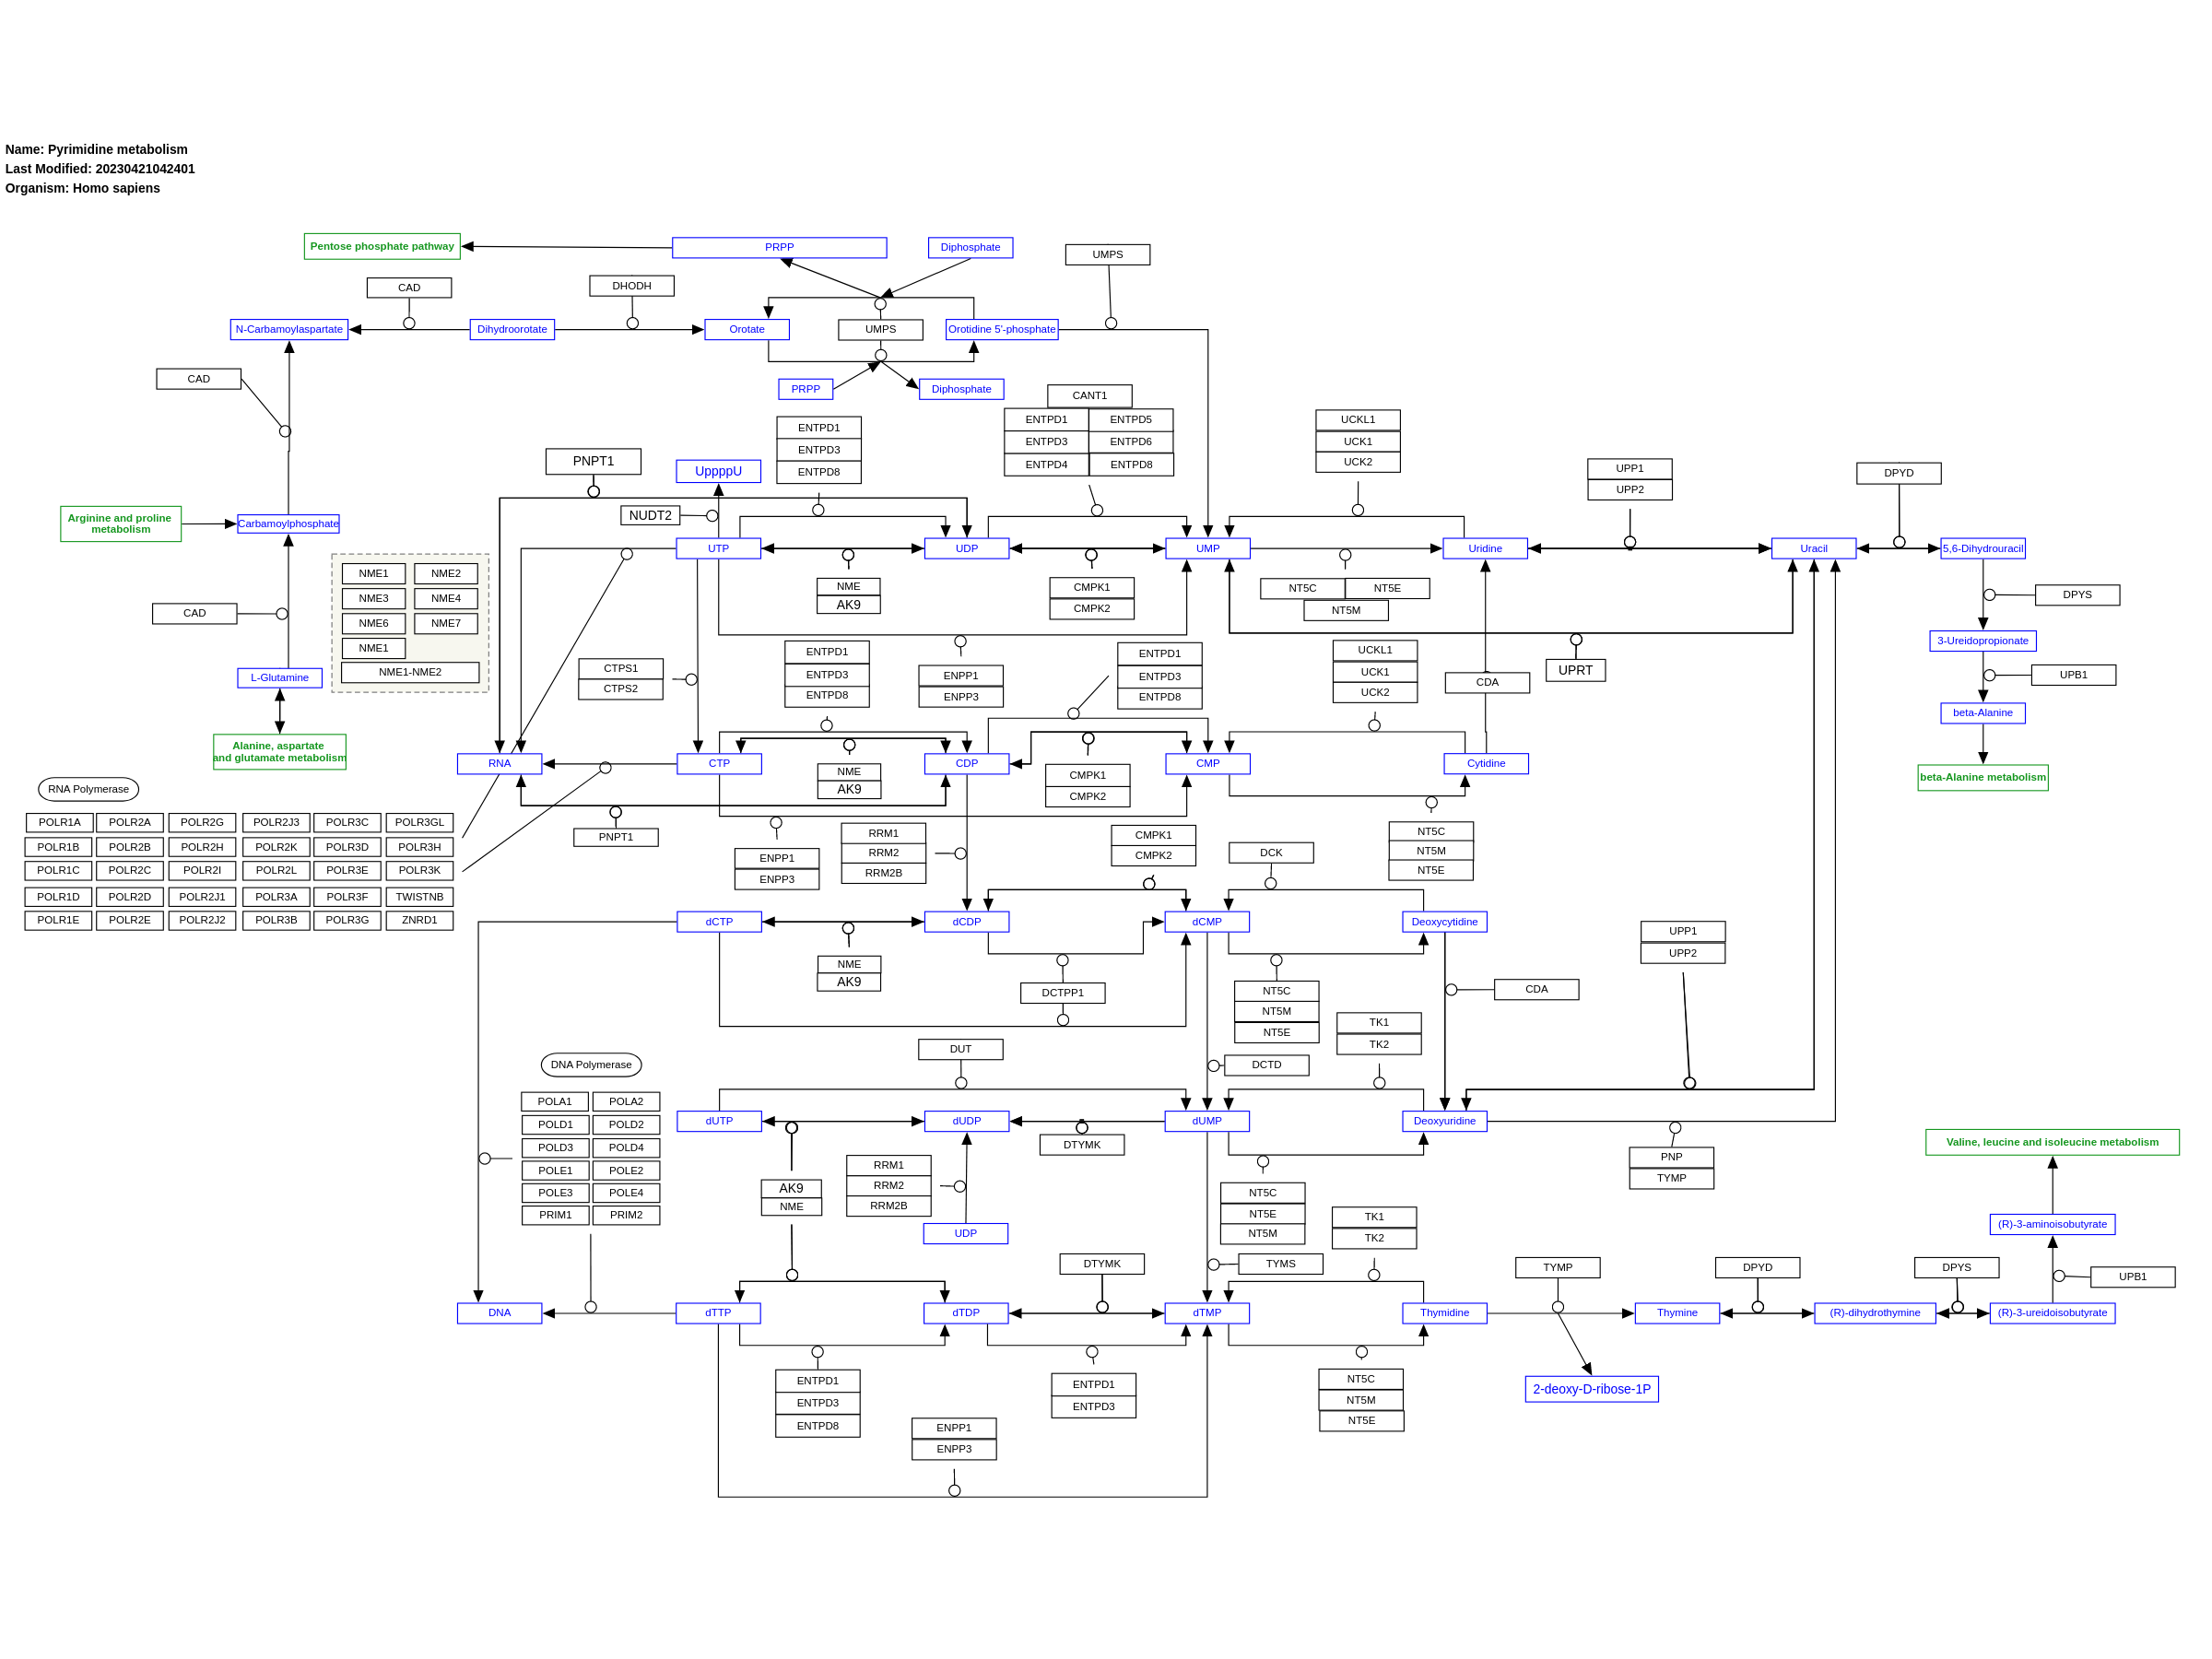 Name: Pyrimidine metabolism
Last Modified: 20230421042401
Organism: Homo sapiens
Pentose phosphate pathway
PRPP
Diphosphate
UMPS
CAD
DHODH
N-Carbamoylaspartate
Dihydroorotate
Orotate
UMPS
Orotidine 5'-phosphate
CAD
PRPP
Diphosphate
CANT1
ENTPD1
ENTPD5
ENTPD3
ENTPD6
ENTPD4
ENTPD8
ENTPD1
ENTPD3
ENTPD8
UCKL1
UCK1
UCK2
PNPT1
UppppU
UPP1
UPP2
DPYD
NUDT2
Arginine and proline
metabolism
Carbamoylphosphate
UTP
UDP
UMP
Uridine
Uracil
5,6-Dihydrouracil
NME1
NME2
NME3
NME4
NME6
NME7
NME1
NME1-NME2
NME
AK9
CMPK1
CMPK2
NT5C
NT5E
NT5M
DPYS
CAD
3-Ureidopropionate
L-Glutamine
CTPS1
CTPS2
ENTPD1
ENTPD3
ENTPD8
ENPP1
ENPP3
ENTPD1
ENTPD3
ENTPD8
UCKL1
UCK1
UCK2
CDA
UPRT
UPB1
beta-Alanine
Alanine, aspartate
and glutamate metabolism
RNA
CTP
CDP
CMP
Cytidine
beta-Alanine metabolism
NME
AK9
CMPK1
CMPK2
RNA Polymerase
POLR1A
POLR2A
POLR2G
POLR2J3
POLR3C
POLR3GL
POLR1B
POLR2B
POLR2H
POLR2K
POLR3D
POLR3H
POLR1C
POLR2C
POLR2I
POLR2L
POLR3E
POLR3K
POLR1D
POLR2D
POLR2J1
POLR3A
POLR3F
TWISTNB
POLR1E
POLR2E
POLR2J2
POLR3B
POLR3G
ZNRD1
PNPT1
ENPP1
ENPP3
RRM1
RRM2
RRM2B
CMPK1
CMPK2
DCK
NT5C
NT5M
NT5E
dCTP
dCDP
dCMP
Deoxycytidine
UPP1
UPP2
NME
AK9
DCTPP1
NT5C
NT5M
NT5E
CDA
TK1
TK2
DUT
DCTD
DNA Polymerase
POLA1
POLA2
POLD1
POLD2
POLD3
POLD4
POLE1
POLE2
POLE3
POLE4
PRIM1
PRIM2
dUTP
dUDP
dUMP
Deoxyuridine
DTYMK
AK9
NME
RRM1
RRM2
RRM2B
UDP
PNP
TYMP
Valine, leucine and isoleucine metabolism
NT5C
NT5E
NT5M
TK1
TK2
(R)-3-aminoisobutyrate
DTYMK
TYMS
TYMP
DPYD
DPYS
UPB1
DNA
dTTP
dTDP
dTMP
Thymidine
Thymine
(R)-dihydrothymine
(R)-3-ureidoisobutyrate
ENTPD1
ENTPD3
ENTPD8
ENTPD1
ENTPD3
NT5C
NT5M
NT5E
2-deoxy-D-ribose-1P
ENPP1
ENPP3